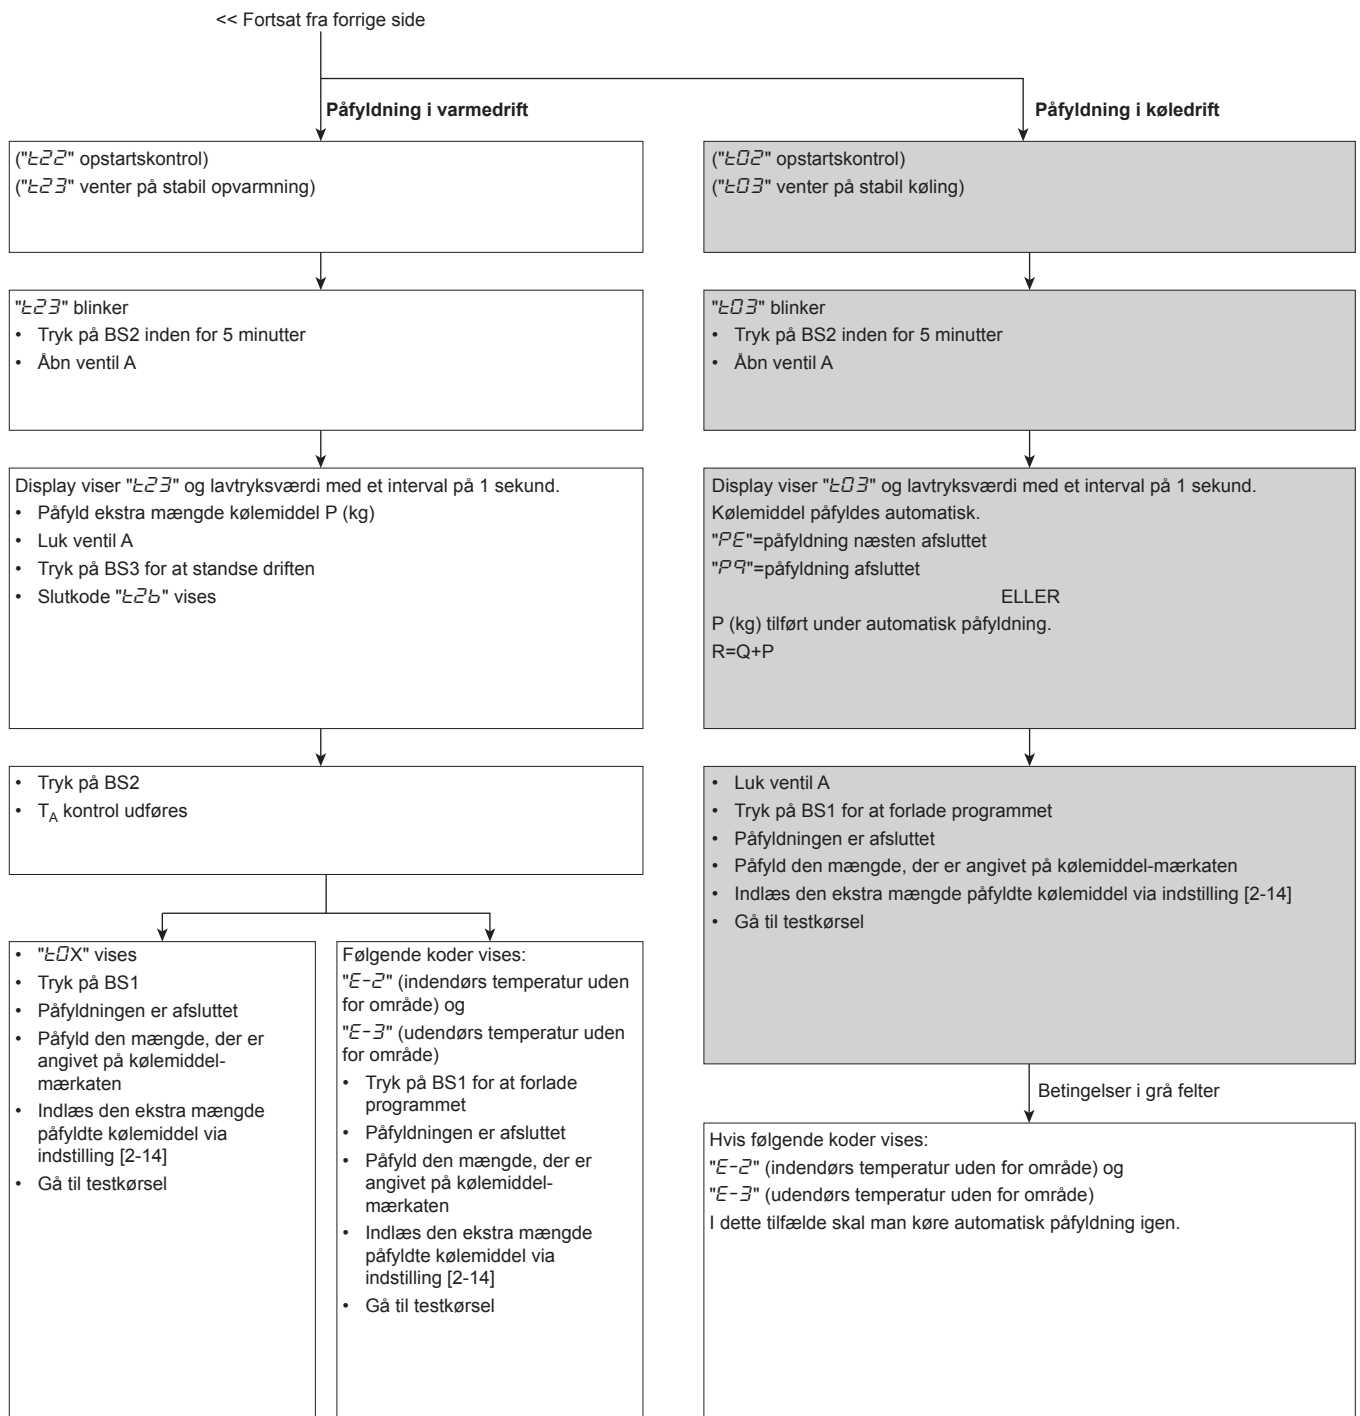 << Fortsat fra forrige side
Påfyldning i varmedrift
("t22" opstartskontrol)
("t23" venter på stabil opvarmning)
"t23" blinker
• Tryk på BS2 inden for 5 minutter
• Åbn ventil A
Display viser "t23" og lavtryksværdi med et interval på 1 sekund.
• Påfyld ekstra mængde kølemiddel P (kg)
• Luk ventil A
• Tryk på BS3 for at standse driften
• Slutkode "t2b" vises
• Tryk på BS2
• TA kontrol udføres
• "t0X" vises
• Tryk på BS1
• Påfyldningen er afsluttet
• Påfyld den mængde, der er
angivet på kølemiddel-
mærkaten
• Indlæs den ekstra mængde
påfyldte kølemiddel via
indstilling [2-14]
• Gå til testkørsel
Følgende koder vises:
"E-2" (indendørs temperatur uden
for område) og
"E-3" (udendørs temperatur uden
for område)
• Tryk på BS1 for at forlade
programmet
• Påfyldningen er afsluttet
• Påfyld den mængde, der er
angivet på kølemiddel-
mærkaten
• Indlæs den ekstra mængde
påfyldte kølemiddel via
indstilling [2-14]
• Gå til testkørsel
Påfyldning i køledrift
("t02" opstartskontrol)
("t03" venter på stabil køling)
"t03" blinker
• Tryk på BS2 inden for 5 minutter
• Åbn ventil A
Display viser "t03" og lavtryksværdi med et interval på 1 sekund.
Kølemiddel påfyldes automatisk.
"PE"=påfyldning næsten afsluttet
"P9"=påfyldning afsluttet
ELLER
P (kg) tilført under automatisk påfyldning.
R=Q+P
• Luk ventil A
• Tryk på BS1 for at forlade programmet
• Påfyldningen er afsluttet
• Påfyld den mængde, der er angivet på kølemiddel-mærkaten
• Indlæs den ekstra mængde påfyldte kølemiddel via indstilling [2-14]
• Gå til testkørsel
Betingelser i grå felter
Hvis følgende koder vises:
"E-2" (indendørs temperatur uden for område) og
"E-3" (udendørs temperatur uden for område)
I dette tilfælde skal man køre automatisk påfyldning igen.